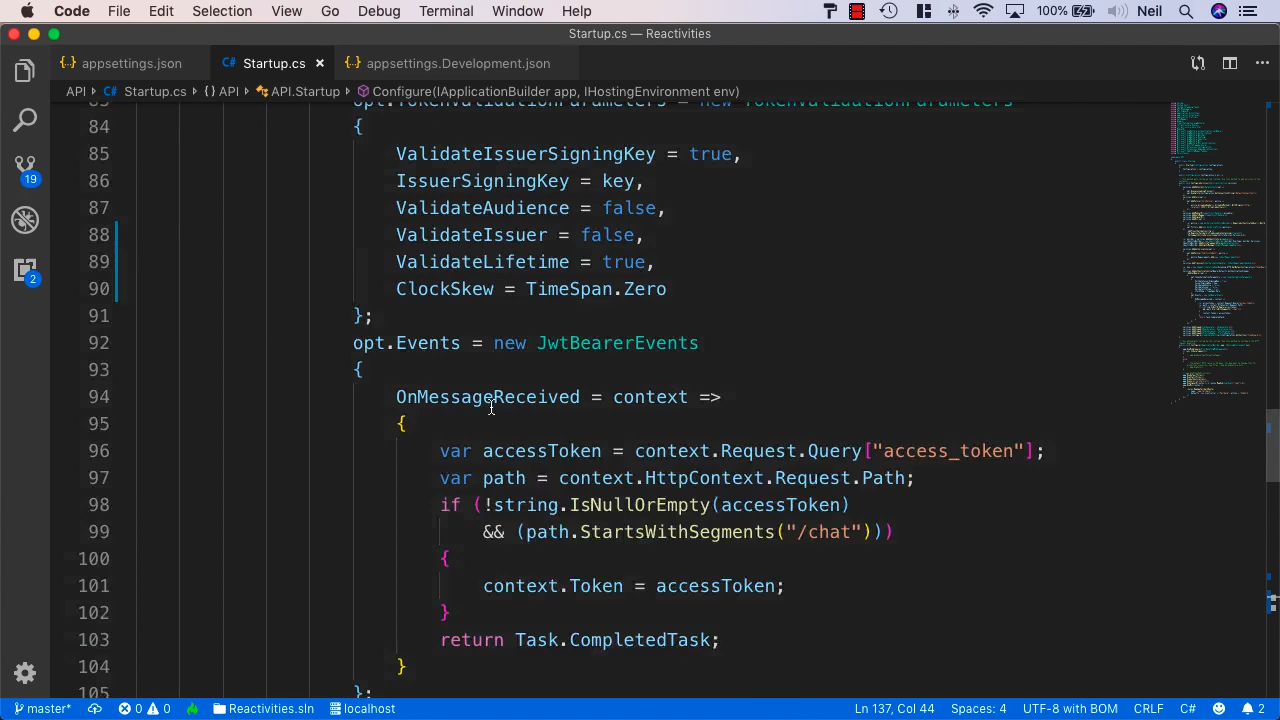 Code File Edit Selection View Go Debug Terminal Window Help 100% Neil
Startup.cs — Reactivities
{} appsettings.json C# Startup.cs × {} appsettings.Development.json
API > C# Startup.cs > {} API > API.Startup > Configure(IApplicationBuilder app, IHostingEnvironment env)
83 opt.TokenValidationParameters = new TokenValidationParameters
84 {
85 ValidateIssuerSigningKey = true,
86 IssuerSigningKey = key,
87 ValidateAudience = false,
88 ValidateIssuer = false,
89 ValidateLifetime = true,
90 ClockSkew = TimeSpan.Zero
91 };
92 opt.Events = new JwtBearerEvents
93 {
94 OnMessageReceived = context =>
95 {
96 var accessToken = context.Request.Query["access_token"];
97 var path = context.HttpContext.Request.Path;
98 if (!string.IsNullOrEmpty(accessToken)
99 && (path.StartsWithSegments("/chat")))
100 {
101 context.Token = accessToken;
102 }
103 return Task.CompletedTask;
104 }
105 };
19
2
master* 0 0 Reactivities.sln localhost Ln 137, Col 44 Spaces: 4 UTF-8 with BOM CRLF C# 2